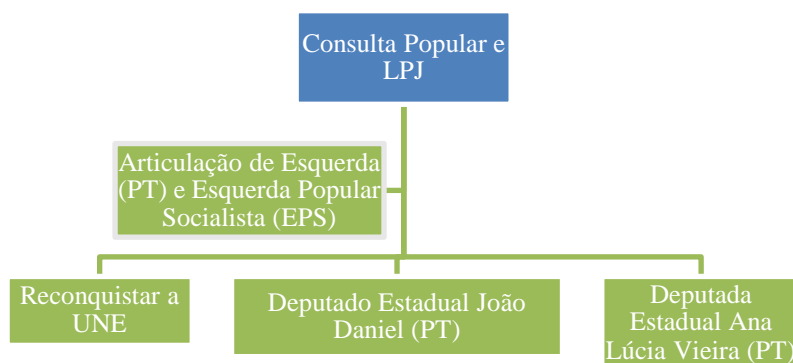 Consulta Popular e
LPJ
Articulação de Esquerda
(PT) e Esquerda Popular
Socialista (EPS)
Reconquistar a
UNE
Deputado Estadual João
Daniel (PT)
Deputada
Estadual Ana
Lúcia Vieira (PT)